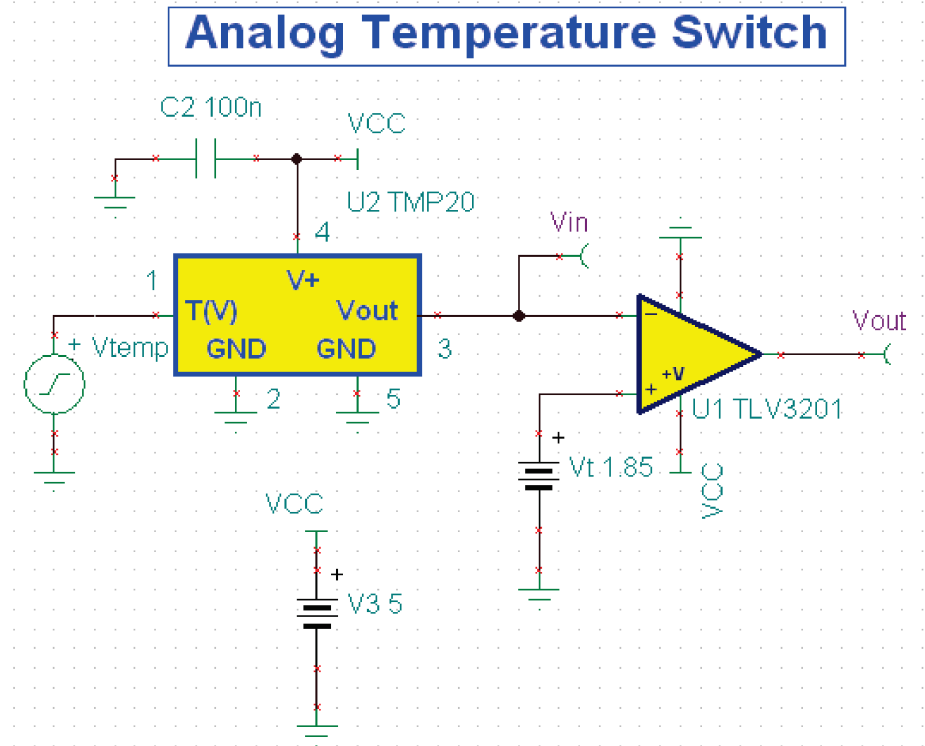 Analog Temperature Switch
C2 100n
VCC
U2 TMP20
4
Vin
1
V+
T(V)
Vout
Vout
+ Vtemp
GND
GND
3
−
+V
+
2
5
U1 TLV3201
+
Vt 1.85
VCC
VCC
+
V3 5